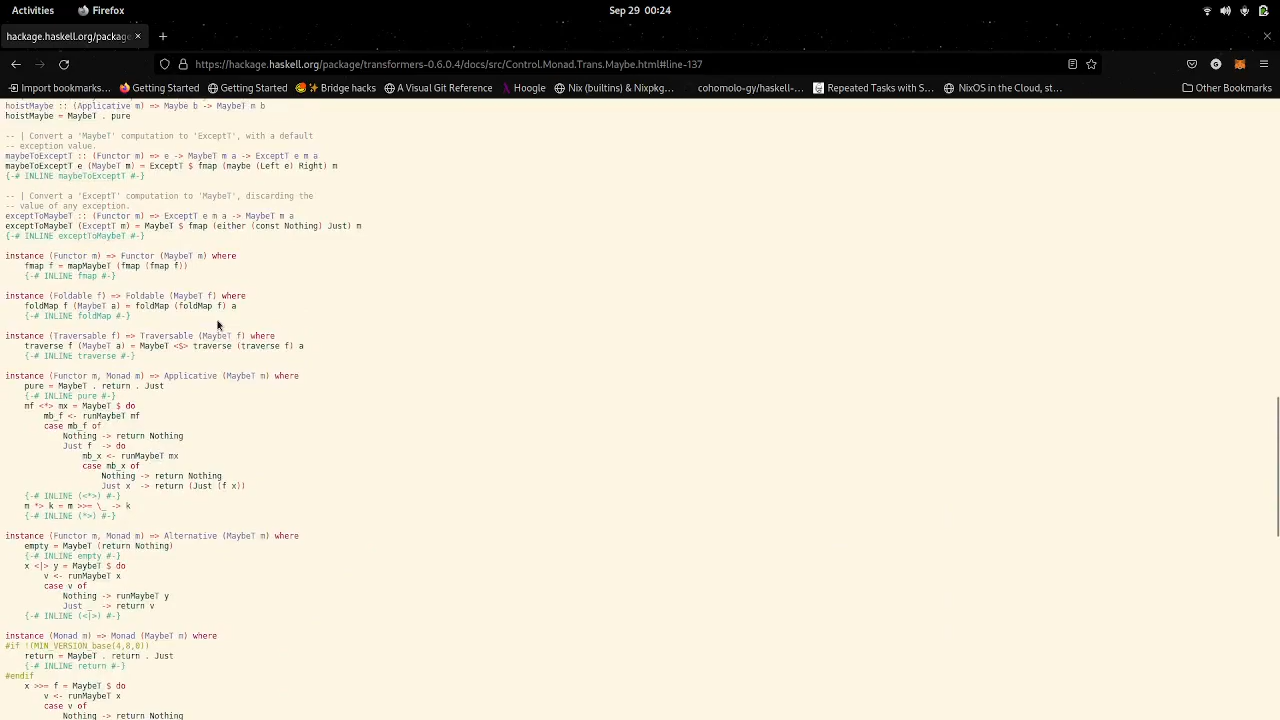 Activities
Firefox
Sep 29 00:24
hackage.haskell.org/packag
https://hackage.haskell.org/package/transformers-0.6.0.4/docs/src/Control.Monad.Trans.Maybe.html#line-137
Import bookmarks...
Getting Started
Getting Started
Bridge hacks
A Visual Git Reference
Hoogle
Nix (builtins) & Nixpkg...
cohomolo-gy/haskell-...
Repeated Tasks with S...
NixOS in the Cloud, st...
Other Bookmarks
hoistMaybe :: (Applicative m) => Maybe b -> MaybeT m b
hoistMaybe = MaybeT . pure
-- | Convert a 'MaybeT' computation to 'ExceptT', with a default
-- exception value.
maybeToExceptT :: (Functor m) => e -> MaybeT m a -> ExceptT e m a
maybeToExceptT e (MaybeT m) = ExceptT $ fmap (maybe (Left e) Right) m
{-# INLINE maybeToExceptT #-}
-- | Convert a 'ExceptT' computation to 'MaybeT', discarding the
-- value of any exception.
exceptToMaybeT :: (Functor m) => ExceptT e m a -> MaybeT m a
exceptToMaybeT (ExceptT m) = MaybeT $ fmap (either (const Nothing) Just) m
{-# INLINE exceptToMaybeT #-}
instance (Functor m) => Functor (MaybeT m) where
    fmap f = mapMaybeT (fmap (fmap f))
    {-# INLINE fmap #-}
instance (Foldable f) => Foldable (MaybeT f) where
    foldMap f (MaybeT a) = foldMap (foldMap f) a
    {-# INLINE foldMap #-}
instance (Traversable f) => Traversable (MaybeT f) where
    traverse f (MaybeT a) = MaybeT <$> traverse (traverse f) a
    {-# INLINE traverse #-}
instance (Functor m, Monad m) => Applicative (MaybeT m) where
    pure = MaybeT . return . Just
    {-# INLINE pure #-}
    mf <*> mx = MaybeT $ do
        mb_f <- runMaybeT mf
        case mb_f of
            Nothing -> return Nothing
            Just f  -> do
                mb_x <- runMaybeT mx
                case mb_x of
                    Nothing -> return Nothing
                    Just x  -> return (Just (f x))
    {-# INLINE (<*>) #-}
    m *> k = m >>= \_ -> k
    {-# INLINE (*>) #-}
instance (Functor m, Monad m) => Alternative (MaybeT m) where
    empty = MaybeT (return Nothing)
    {-# INLINE empty #-}
    x <|> y = MaybeT $ do
        v <- runMaybeT x
        case v of
            Nothing -> runMaybeT y
            Just _  -> return v
    {-# INLINE (<|>) #-}
instance (Monad m) => Monad (MaybeT m) where
#if !(MIN_VERSION_base(4,8,0))
    return = MaybeT . return . Just
    {-# INLINE return #-}
#endif
    x >>= f = MaybeT $ do
        v <- runMaybeT x
        case v of
            Nothing -> return Nothing